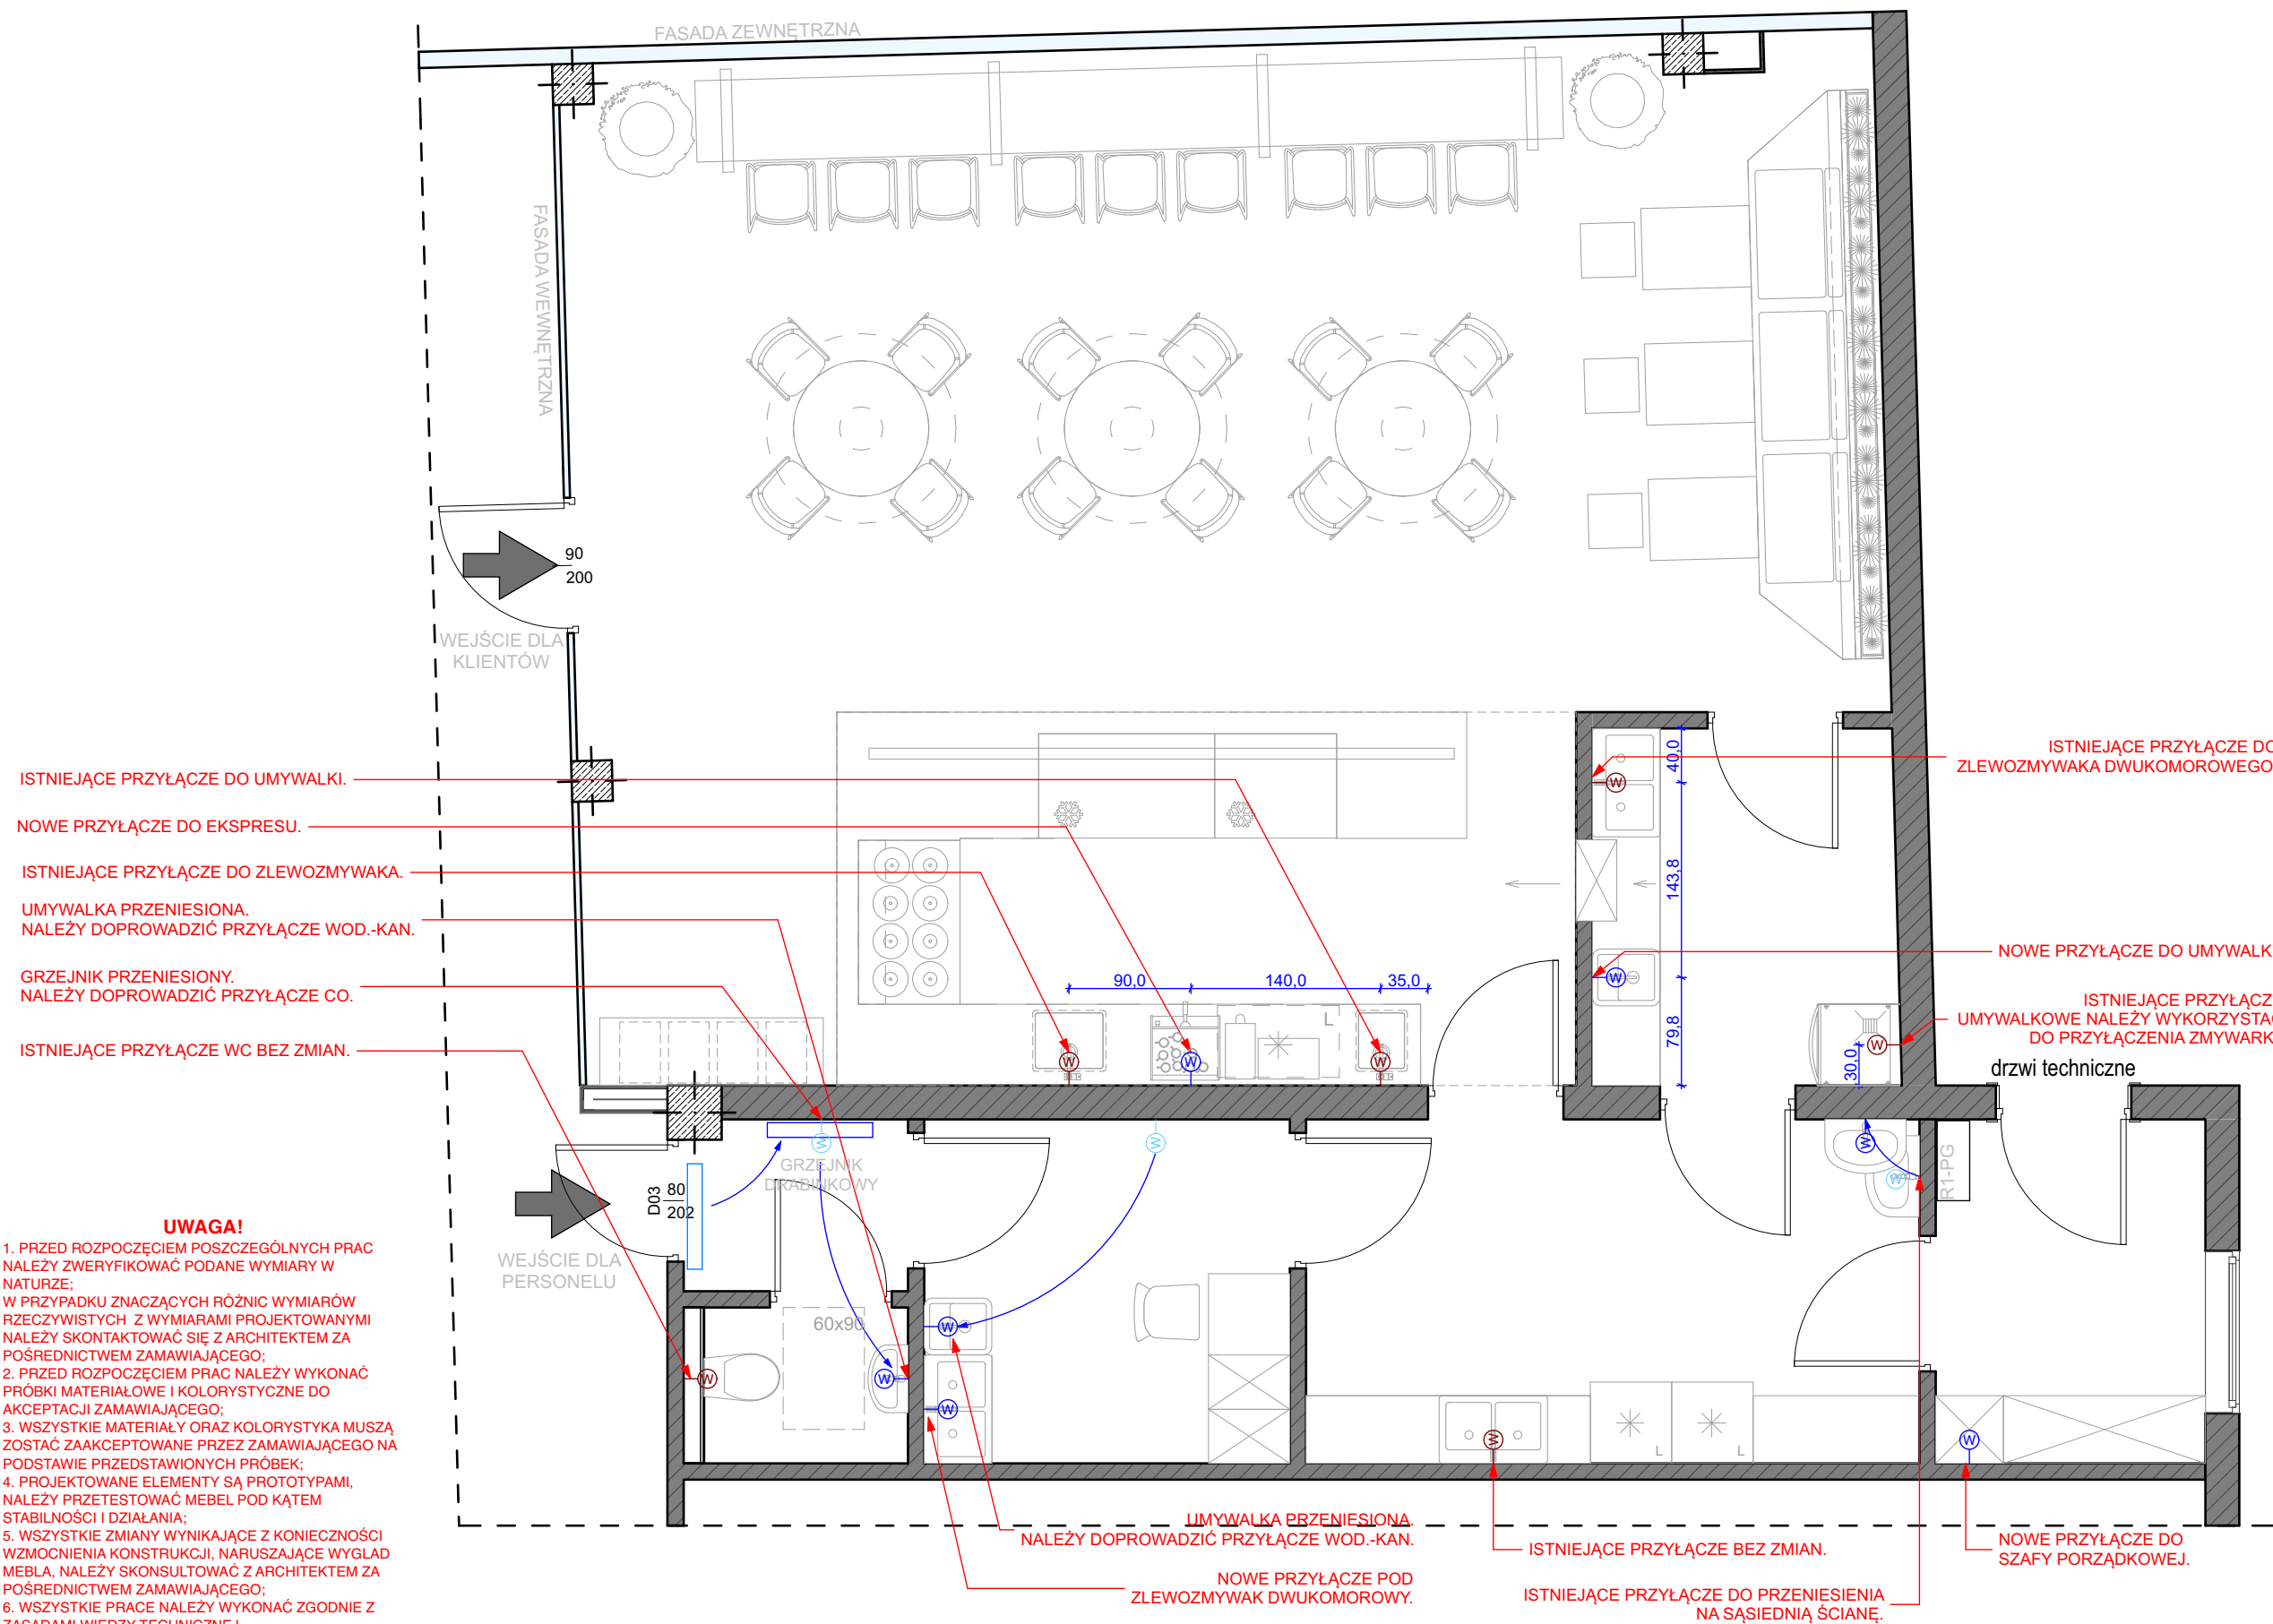 FASADA ZEWNĘTRZNA
FASADA WEWNĘTRZNA
90
200
WEJŚCIE DLA
KLIENTÓW
ISTNIEJĄCE PRZYŁĄCZE DO UMYWALKI.
NOWE PRZYŁĄCZE DO EKSPRESU.
ISTNIEJĄCE PRZYŁĄCZE DO ZLEWOZMYWAKA.
UMYWALKA PRZENIESIONA.
NALEŻY DOPROWADZIĆ PRZYŁĄCZE WOD.-KAN.
GRZEJNIK PRZENIESIONY.
NALEŻY DOPROWADZIĆ PRZYŁĄCZE CO.
ISTNIEJĄCE PRZYŁĄCZE WC BEZ ZMIAN.
ISTNIEJĄCE PRZYŁĄCZE DO
ZLEWOZMYWAKA DWUKOMOROWEGO
NOWE PRZYŁĄCZE DO UMYWALK
ISTNIEJĄCE PRZYŁĄCZ
UMYWALKOWE NALEŻY WYKORZYSTAĆ
DO PRZYŁĄCZENIA ZMYWARK
drzwi techniczne
40,0
143,8
79,8
30,0
90,0
140,0
35,0
L
W
W
W
W
W
W
W
W
W
W
GRZEJNIK
DRABINKOWY
D03
80
202
WEJŚCIE DLA
PERSONELU
R1-PG
60x90
W
W
W
W
W
W
W
L
L
UWAGA!
1. PRZED ROZPOCZĘCIEM POSZCZEGÓLNYCH PRAC
NALEŻY ZWERYFIKOWAĆ PODANE WYMIARY W
NATURZE;
W PRZYPADKU ZNACZĄCYCH RÓŻNIC WYMIARÓW
RZECZYWISTYCH Z WYMIARAMI PROJEKTOWANYMI
NALEŻY SKONTAKTOWAĆ SIĘ Z ARCHITEKTEM ZA
POŚREDNICTWEM ZAMAWIAJĄCEGO;
2. PRZED ROZPOCZĘCIEM PRAC NALEŻY WYKONAĆ
PRÓBKI MATERIAŁOWE I KOLORYSTYCZNE DO
AKCEPTACJI ZAMAWIAJĄCEGO;
3. WSZYSTKIE MATERIAŁY ORAZ KOLORYSTYKA MUSZĄ
ZOSTAĆ ZAAKCEPTOWANE PRZEZ ZAMAWIAJĄCEGO NA
PODSTAWIE PRZEDSTAWIONYCH PRÓBEK;
4. PROJEKTOWANE ELEMENTY SĄ PROTOTYPAMI,
NALEŻY PRZETESTOWAĆ MEBEL POD KĄTEM
STABILNOŚCI I DZIAŁANIA;
5. WSZYSTKIE ZMIANY WYNIKAJĄCE Z KONIECZNOŚCI
WZMOCNIENIA KONSTRUKCJI, NARUSZAJĄCE WYGLAD
MEBLA, NALEŻY SKONSULTOWAĆ Z ARCHITEKTEM ZA
POŚREDNICTWEM ZAMAWIAJĄCEGO;
6. WSZYSTKIE PRACE NALEŻY WYKONAĆ ZGODNIE Z
ZASADAMI WIEDZY TECHNICZNEJ
UMYWALKA PRZENIESIONA.
NALEŻY DOPROWADZIĆ PRZYŁĄCZE WOD.-KAN.
NOWE PRZYŁĄCZE POD
ZLEWOZMYWAK DWUKOMOROWY.
ISTNIEJĄCE PRZYŁĄCZE BEZ ZMIAN.
ISTNIEJĄCE PRZYŁĄCZE DO PRZENIESIENIA
NA SĄSIEDNIĄ ŚCIANĘ.
NOWE PRZYŁĄCZE DO
SZAFY PORZĄDKOWEJ.